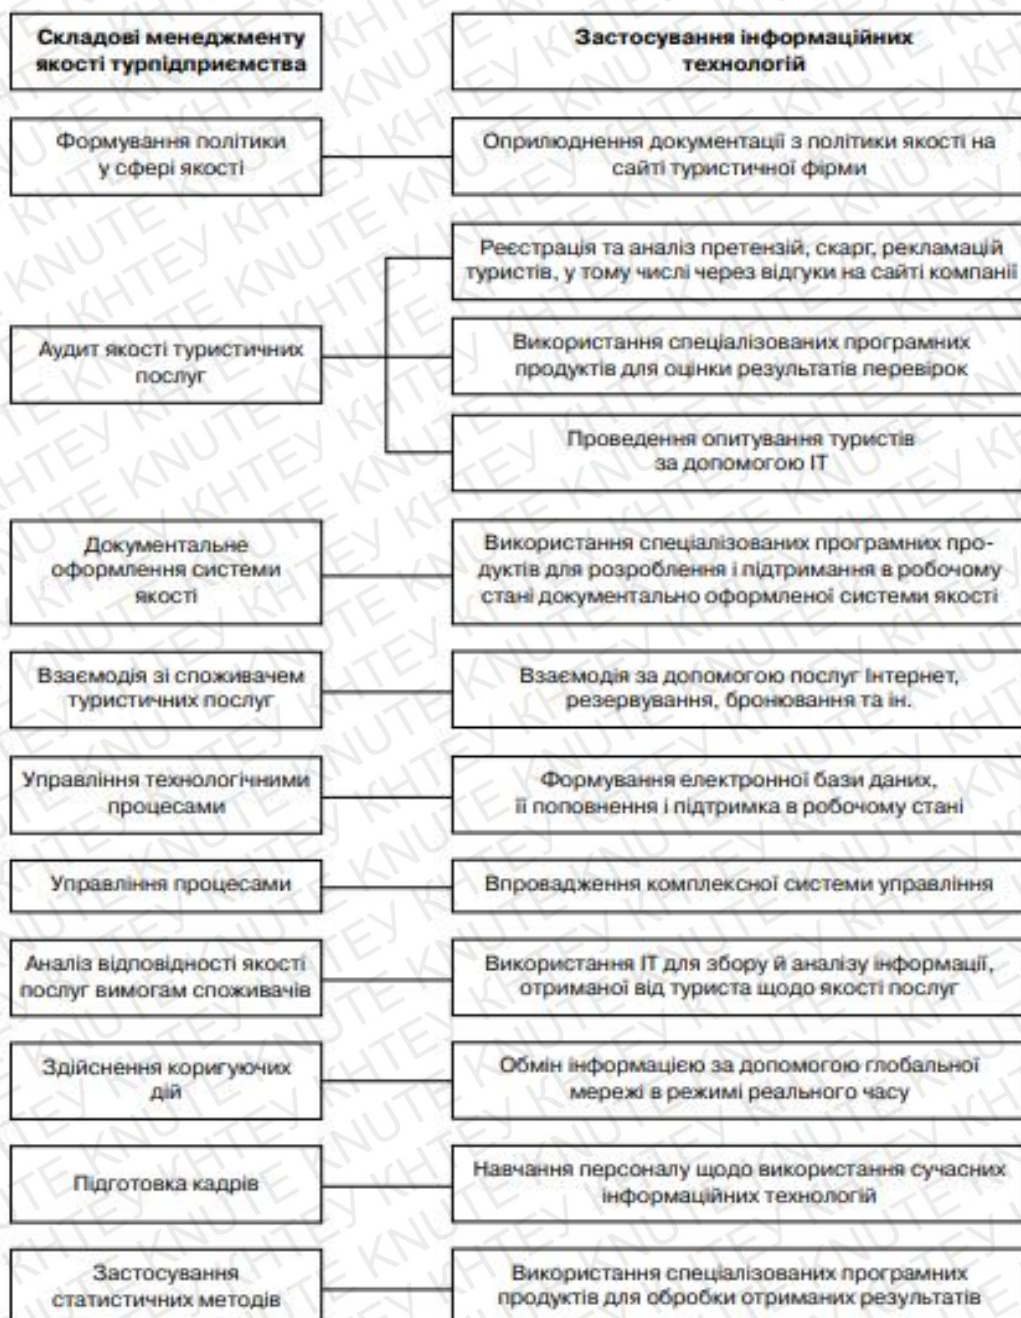 Складові менеджменту
якості турпідприємства
Застосування інформаційних
технологій
Формування політики
у сфері якості
Оприлюднення документації з політики якості на
сайті туристичної фірми
Аудит якості туристичних
послуг
Реєстрація та аналіз претензій, скарг, рекламацій
туристів, у тому числі через відгуки на сайті компанії
Використання спеціалізованих програмних
продуктів для оцінки результатів перевірок
Проведення опитування туристів
за допомогою ІТ
Документальне
оформлення системи
якості
Використання спеціалізованих програмних про-
дуктів для розроблення і підтримання в робочому
стані документально оформленої системи якості
Взаємодія зі споживачем
туристичних послуг
Взаємодія за допомогою послуг Інтернет,
резервування, бронювання та ін.
Управління технологічними
процесами
Формування електронної бази даних,
її поповнення і підтримка в робочому стані
Управління процесами
Впровадження комплексної системи управління
Аналіз відповідності якості
послуг вимогам споживачів
Використання ІТ для збору й аналізу інформації,
отриманої від туриста щодо якості послуг
Здійснення коригуючих
дій
Обмін інформацією за допомогою глобальної
мережі в режимі реального часу
Підготовка кадрів
Навчання персоналу щодо використання сучасних
інформаційних технологій
Застосування
статистичних методів
Використання спеціалізованих програмних
продуктів для обробки отриманих результатів